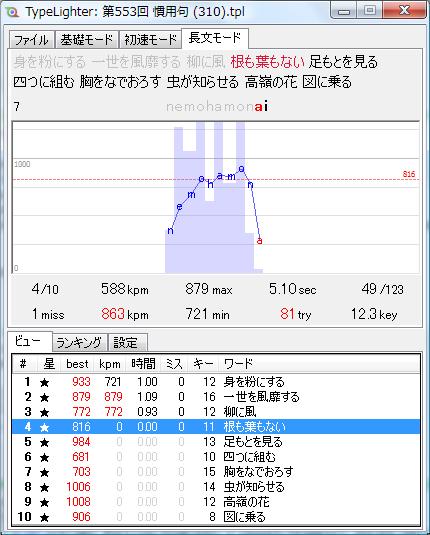 TypeLighter: 第553回 慣用句 (310).tpl
ファイル 基礎モード 初速モード 長文モード
身を粉にする 一世を風靡する 柳に風 根も葉もない 足もとを見る
四つに組む 胸をなでおろす 虫が知らせる 高嶺の花 図に乗る
7 nemohamonai
1000
816
0
n e m o h a m o n a
4/10 588 kpm 879 max 5.10 sec 49 /123
1 miss 863 kpm 721 min 81 try 12.3 key
ビュー ランキング 設定
# 星 best kpm 時間 ミス キー ワード
1 ★ 933 721 1.00 0 12 身を粉にする
2 ★ 879 879 1.09 0 16 一世を風靡する
3 ★ 772 772 0.93 0 12 柳に風
4 ★ 816 0 0.00 0 11 根も葉もない
5 ★ 984 0 0.00 0 13 足もとを見る
6 ★ 681 0 0.00 0 10 四つに組む
7 ★ 703 0 0.00 0 15 胸をなでおろす
8 ★ 1006 0 0.00 0 14 虫が知らせる
9 ★ 1008 0 0.00 0 12 高嶺の花
10 ★ 906 0 0.00 0 8 図に乗る